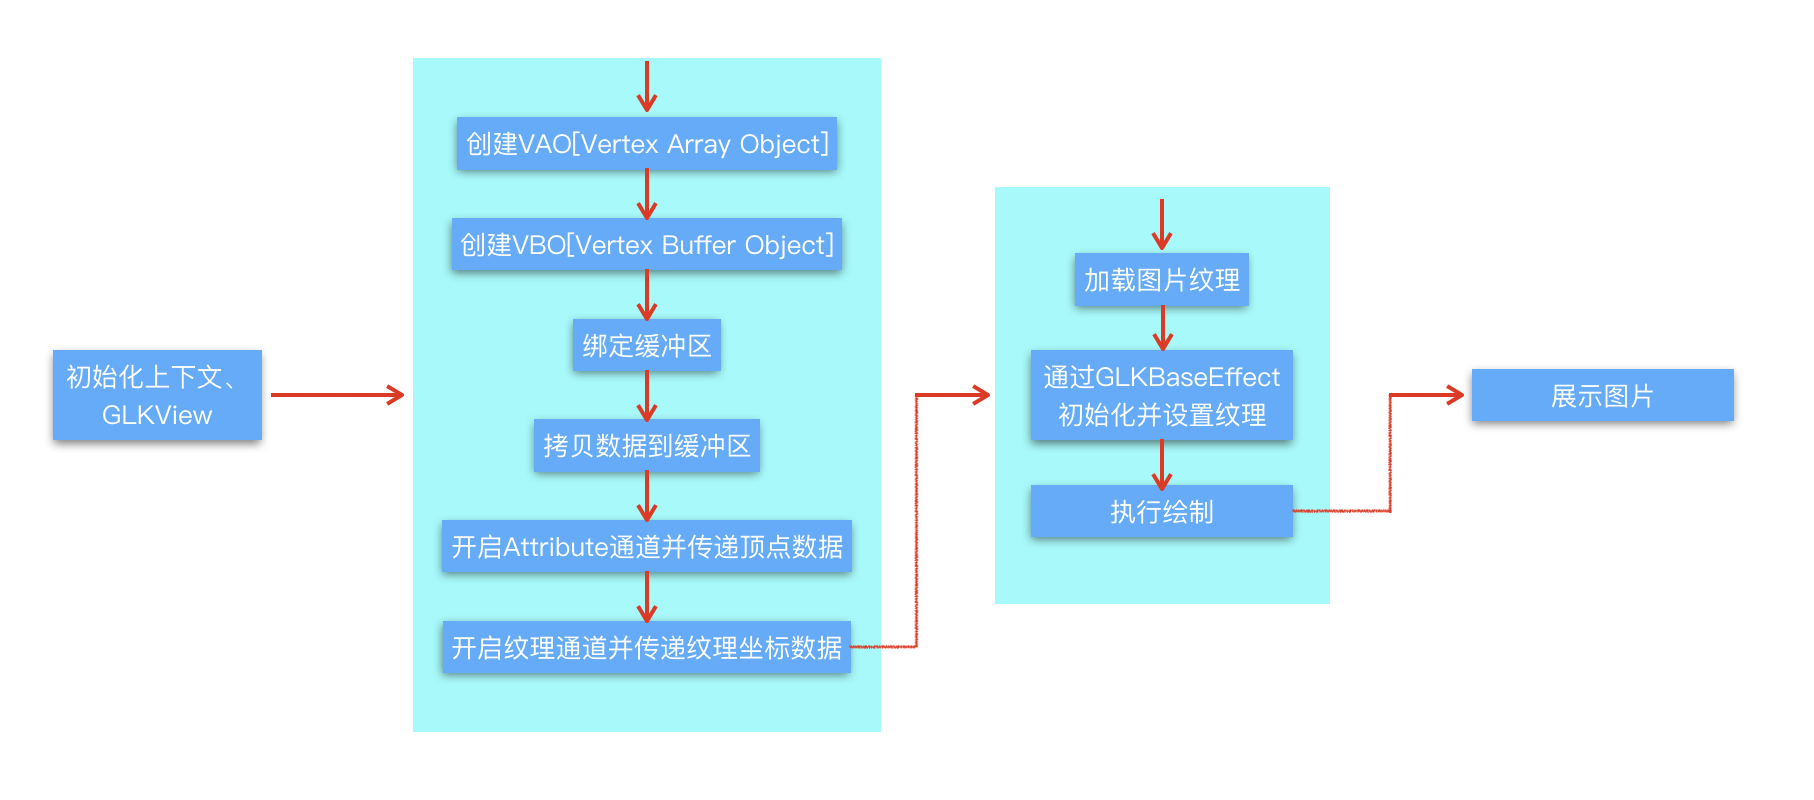 初始化上下文、
GLKView
创建VAO[Vertex Array Object]
创建VBO[Vertex Buffer Object]
绑定缓冲区
拷贝数据到缓冲区
开启Attribute通道并传递顶点数据
开启纹理通道并传递纹理坐标数据
加载图片纹理
通过GLKBaseEffect
初始化并设置纹理
执行绘制
展示图片